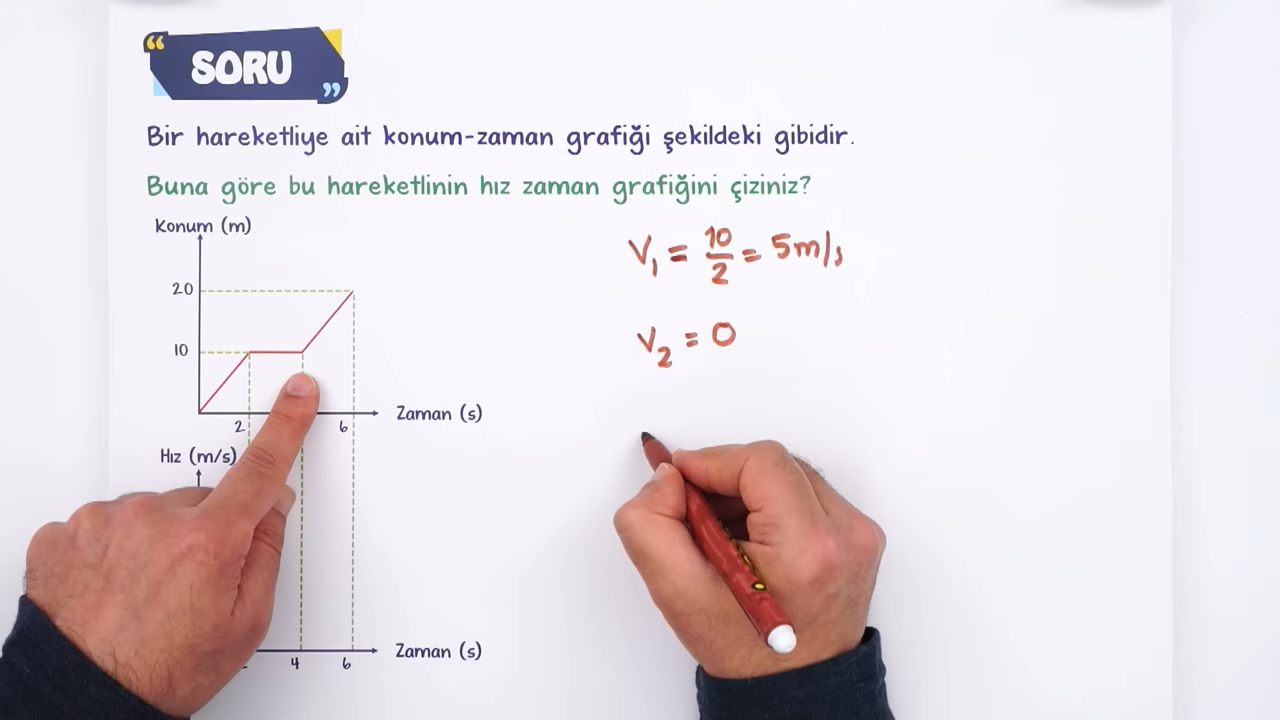 SORU
Bir hareketliye ait konum-zaman grafiği şekildeki gibidir.
Buna göre bu hareketlinin hız zaman grafiğini çiziniz?
Konum (m)
20
10
2
6
Zaman (s)
Hız (m/s)
4
6
Zaman (s)
V₁ = 10/2 = 5m/s
V₂ = 0